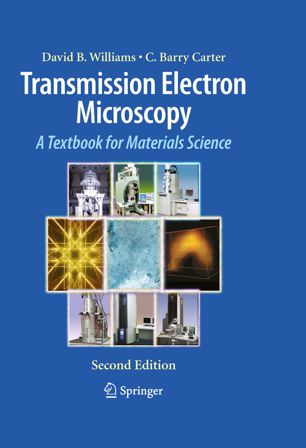 David B. Williams • C. Barry Carter
Transmission Electron
Microscopy
A Textbook for Materials Science
Second Edition
Springer